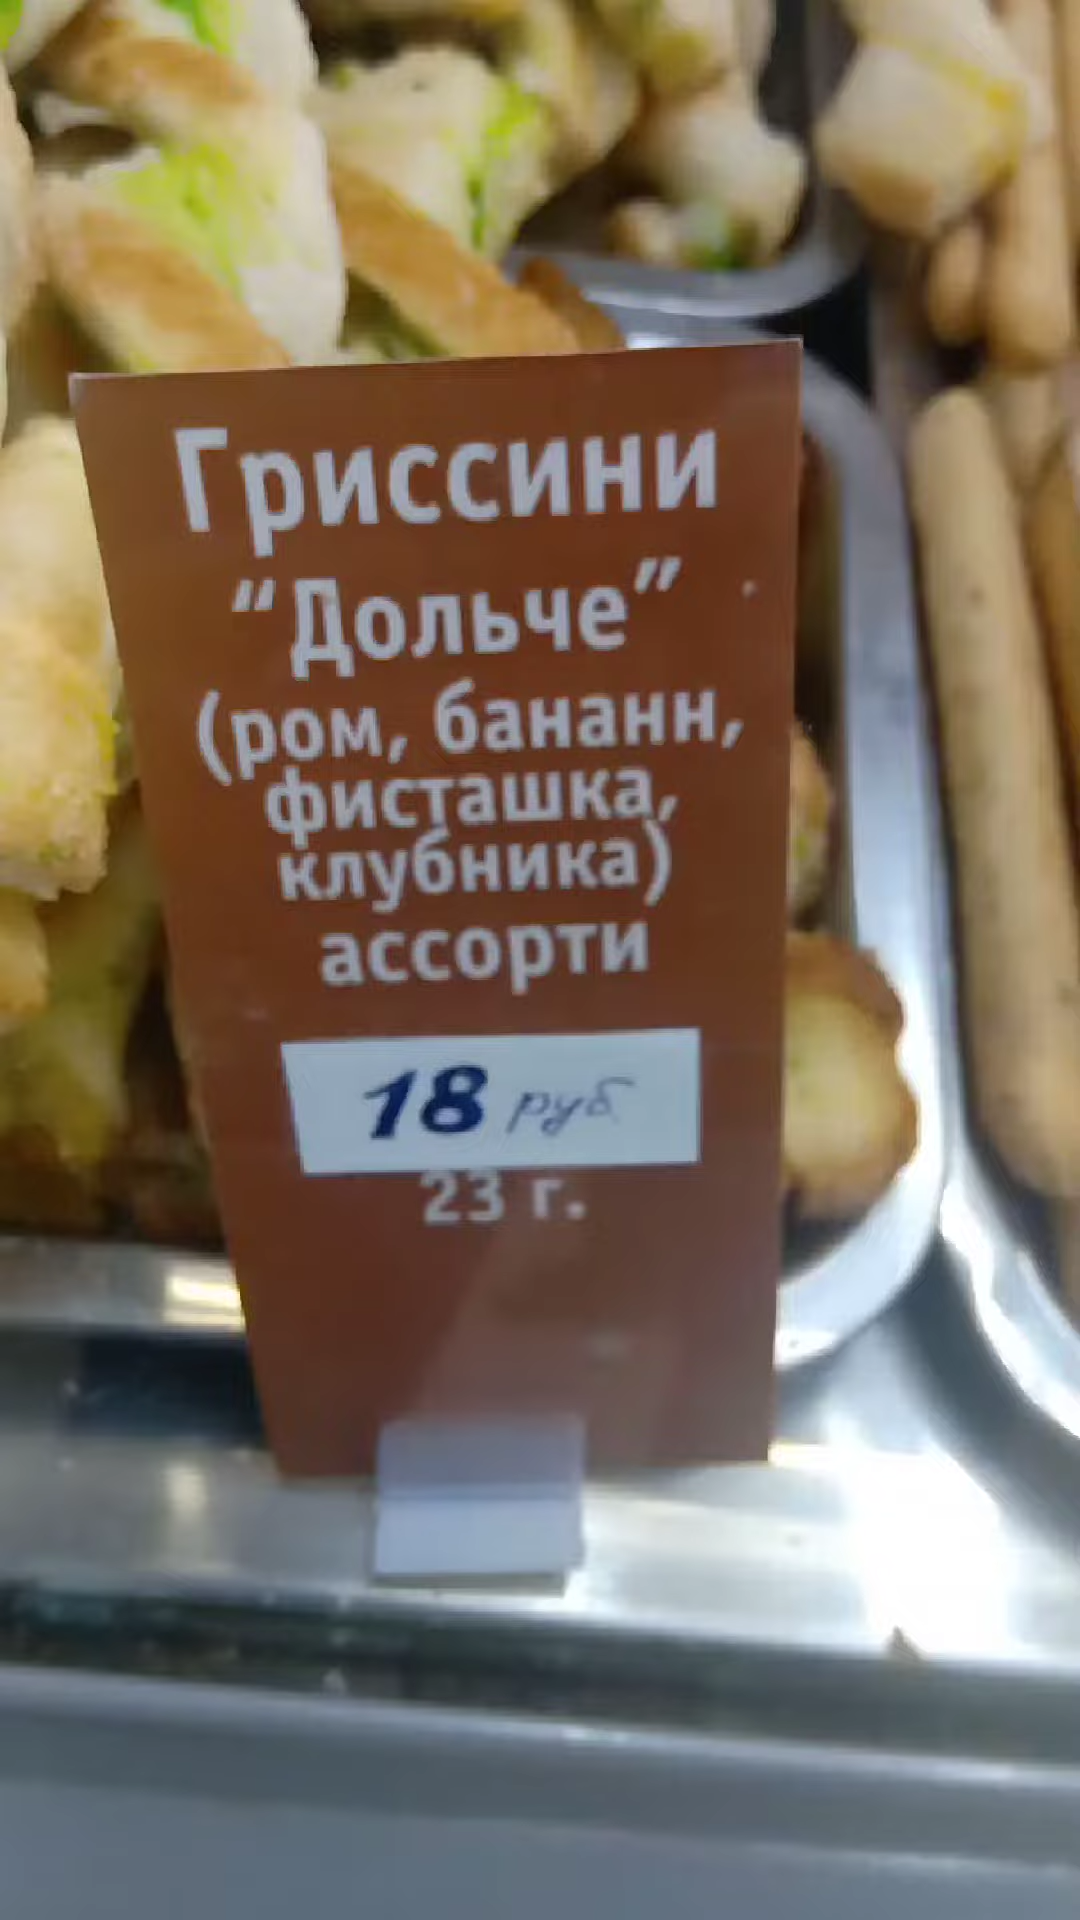 Гриссини
“Дольче”
(ром, бананн,
фисташка,
клубника)
ассорти
18 руб.
23 г.